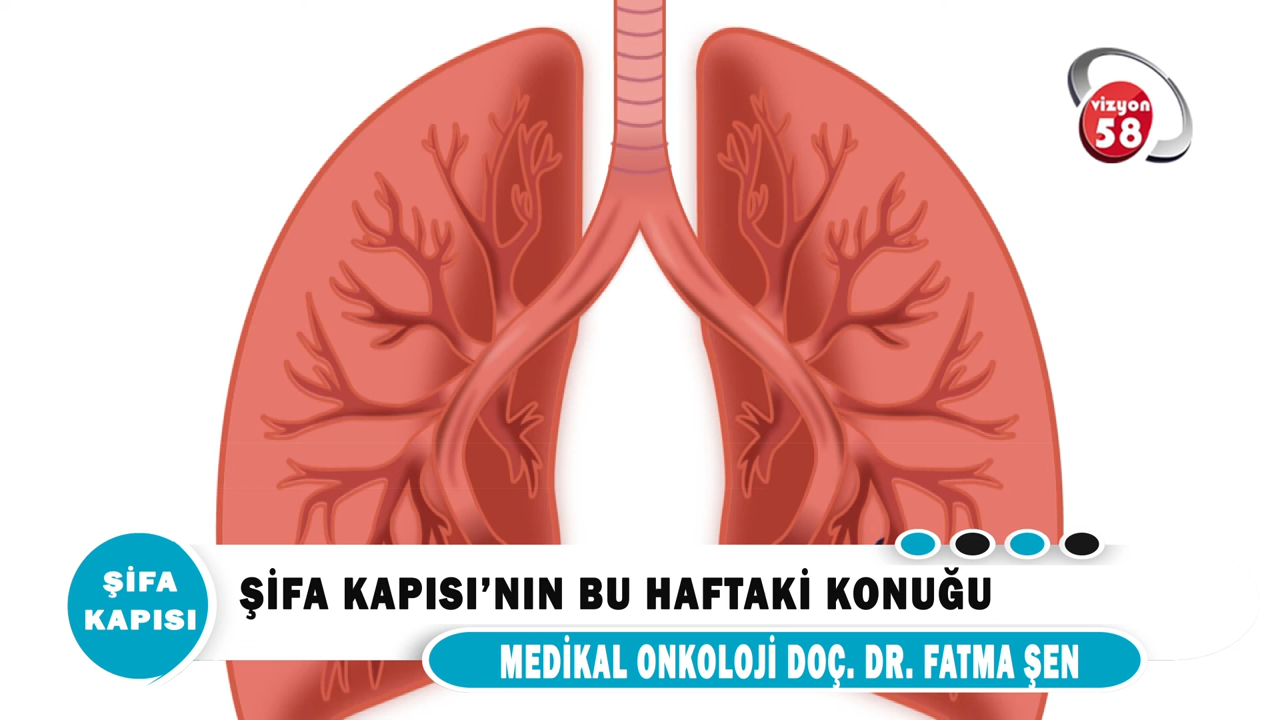 vizyon
58
ŞİFA
KAPISI
ŞİFA KAPISI'NIN BU HAFTAKİ KONUĞU
MEDİKAL ONKOLOJİ DOÇ. DR. FATMA ŞEN